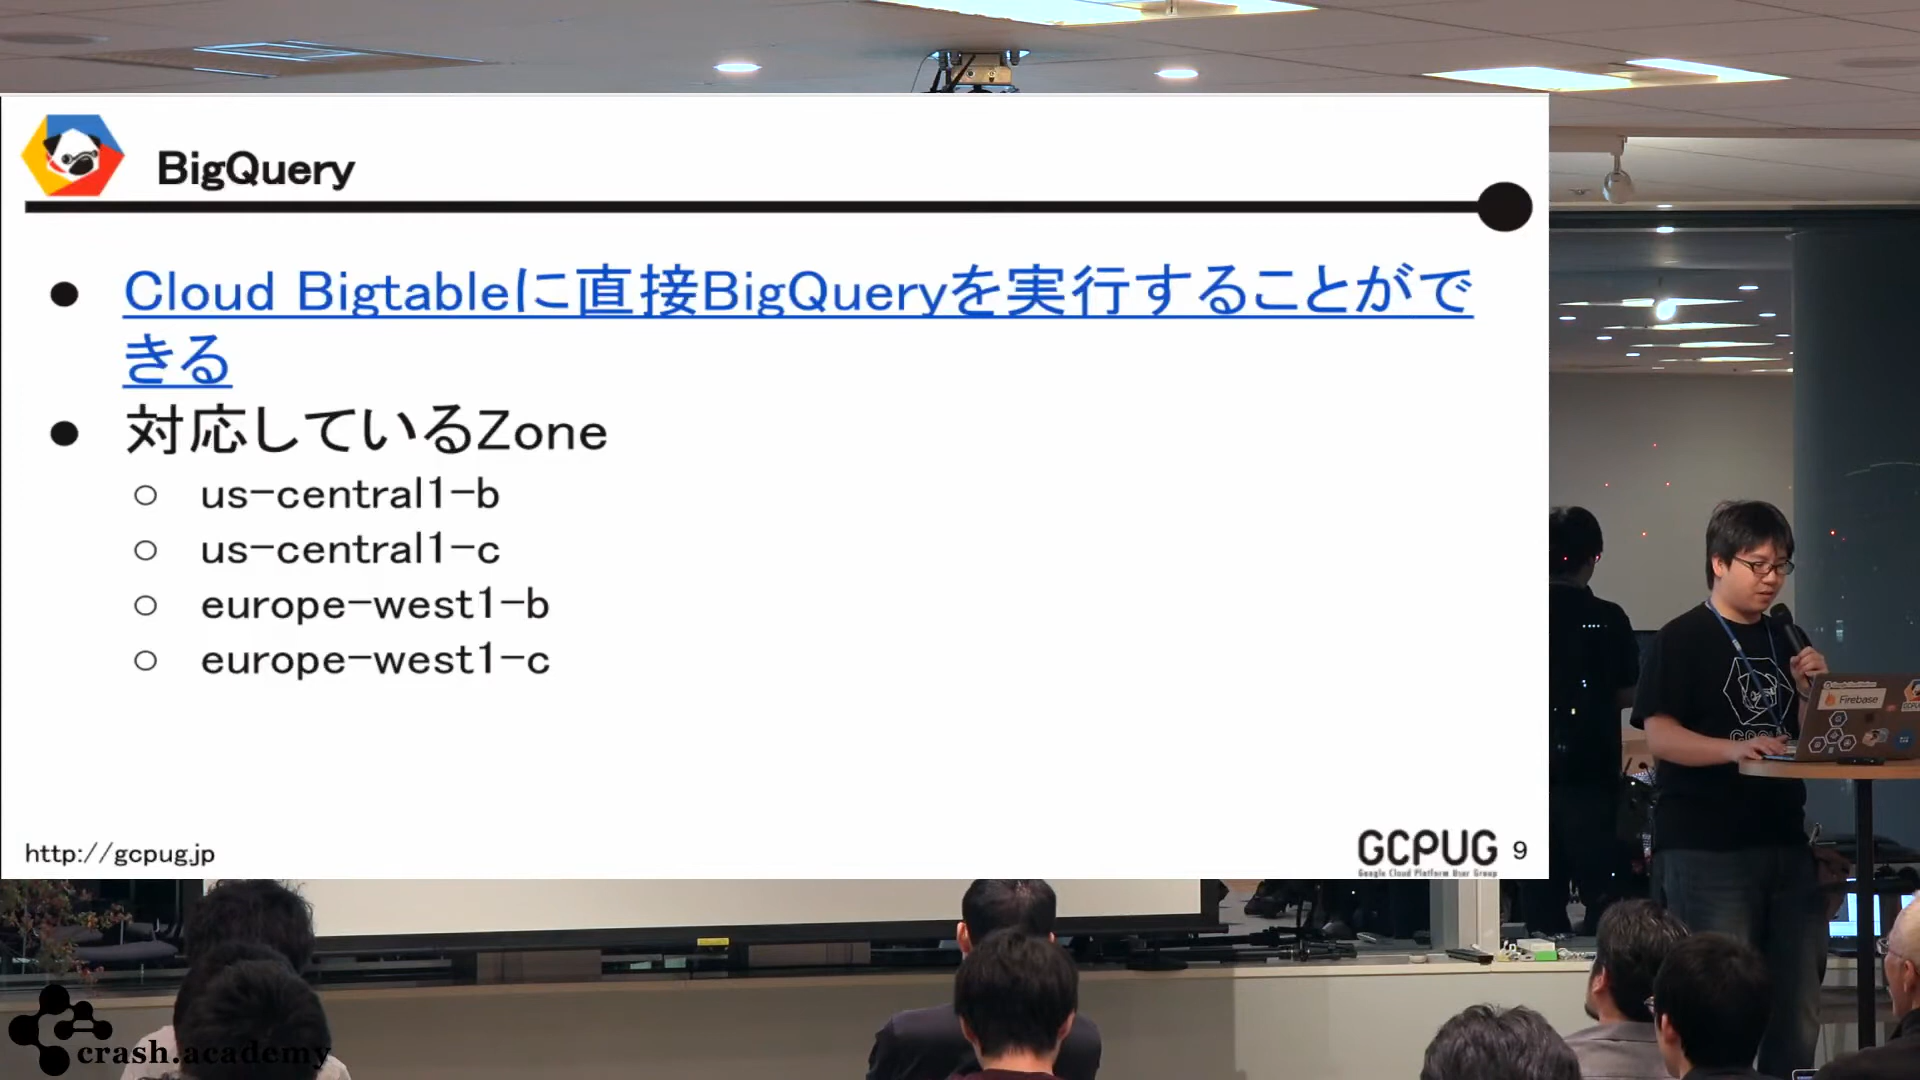 BigQuery
Cloud Bigtableに直接BigQueryを実行することがで
きる
対応しているZone
us-central1-b
us-central1-c
europe-west1-b
europe-west1-c
http://gcpug.jp
GCPUG
Google Cloud Platform User Group
9
Firebase
crash.academy